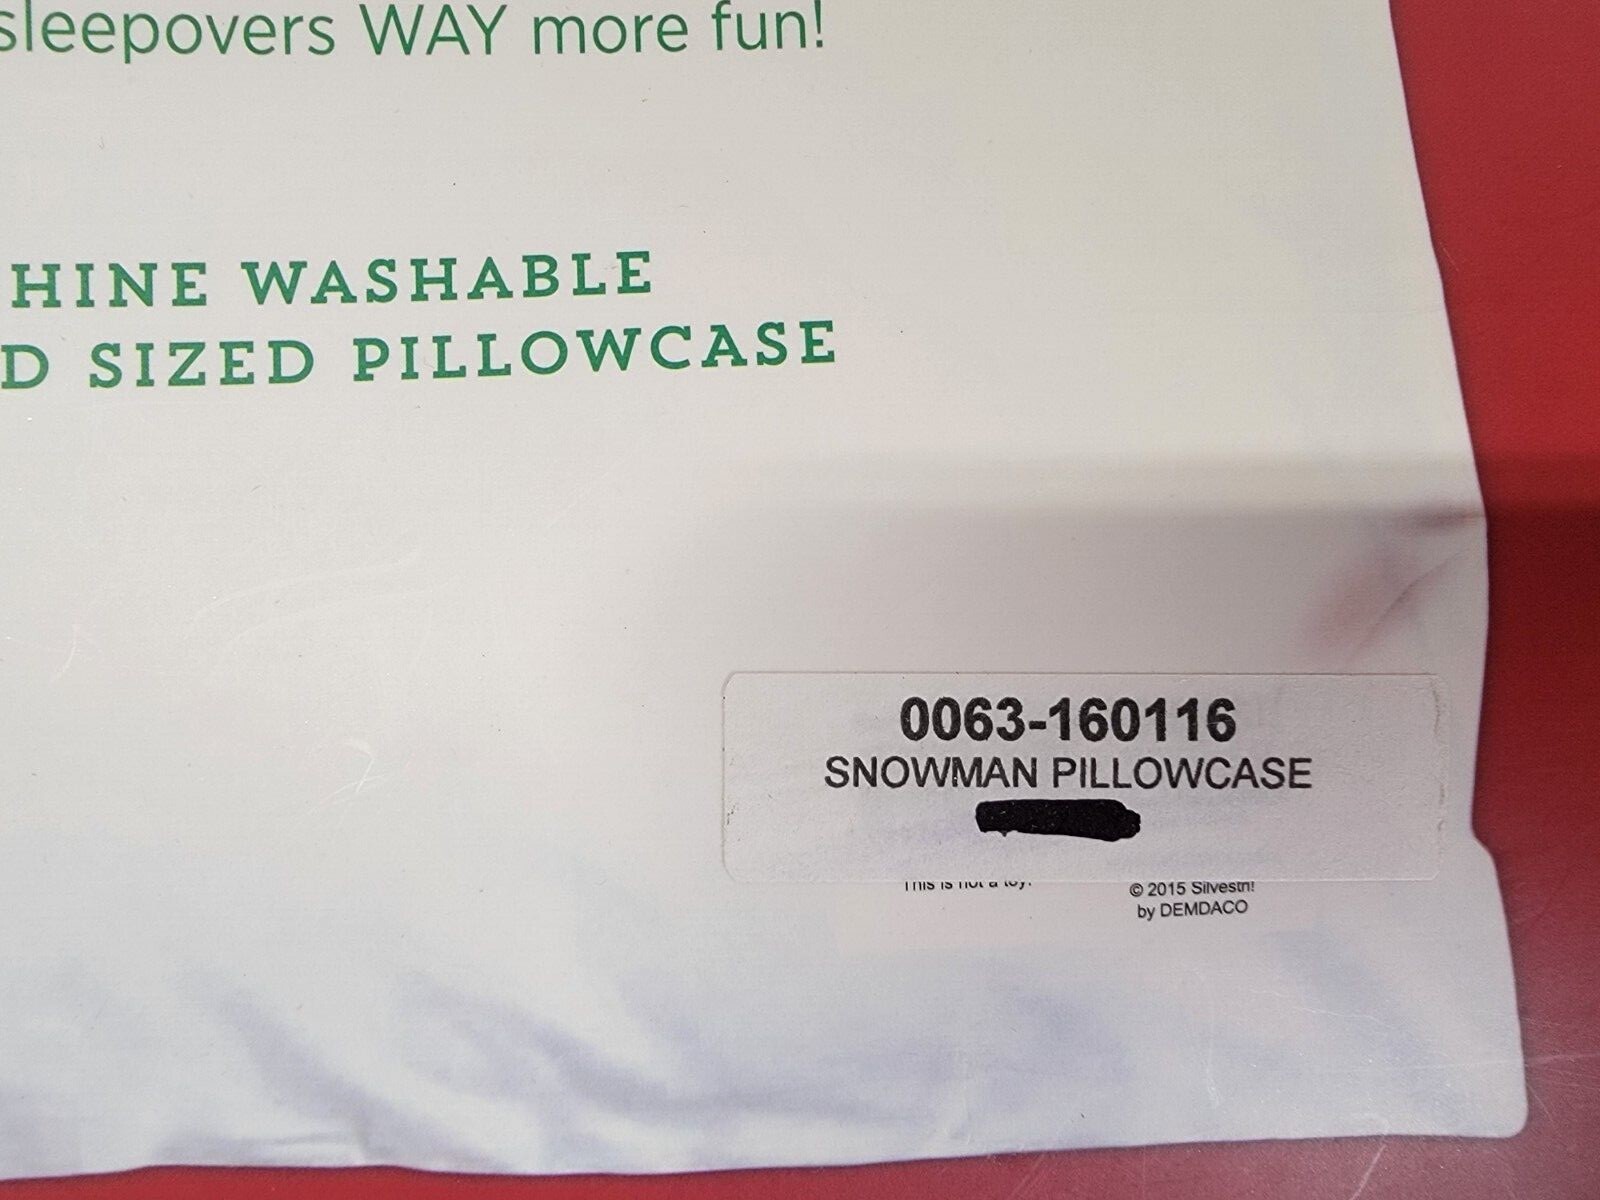 sleepovers WAY more fun!
HINE WASHABLE
D SIZED PILLOWCASE
0063-160116
SNOWMAN PILLOWCASE
This is not a toy.
© 2015 Silvestri!
by DEMDACO